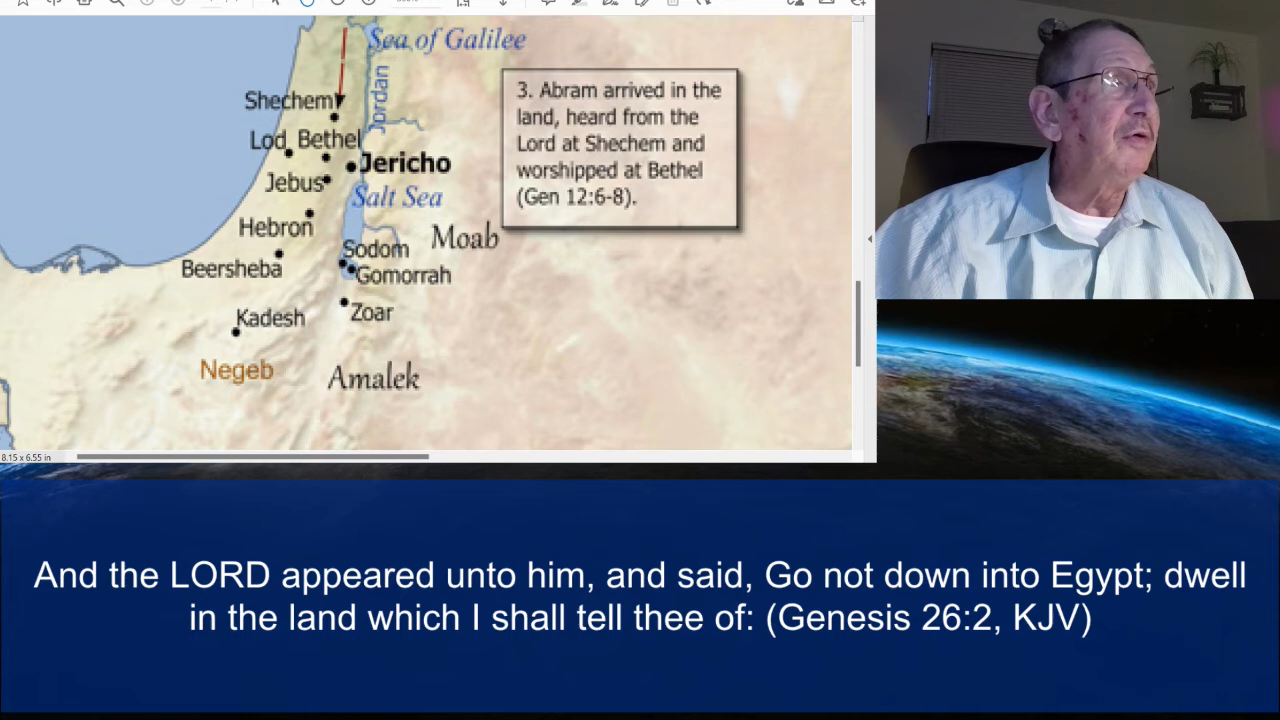 Sea of Galilee
Jordan
Shechem
Lod Bethel
Jericho
Jebus
Salt Sea
Hebron
Sodom
Moab
Beersheba
Gomorrah
Kadesh
Zoar
Negeb
Amalek
3. Abram arrived in the
land, heard from the
Lord at Shechem and
worshipped at Bethel
(Gen 12:6-8).
8.15 x 6.55 in
And the LORD appeared unto him, and said, Go not down into Egypt; dwell
in the land which I shall tell thee of: (Genesis 26:2, KJV)